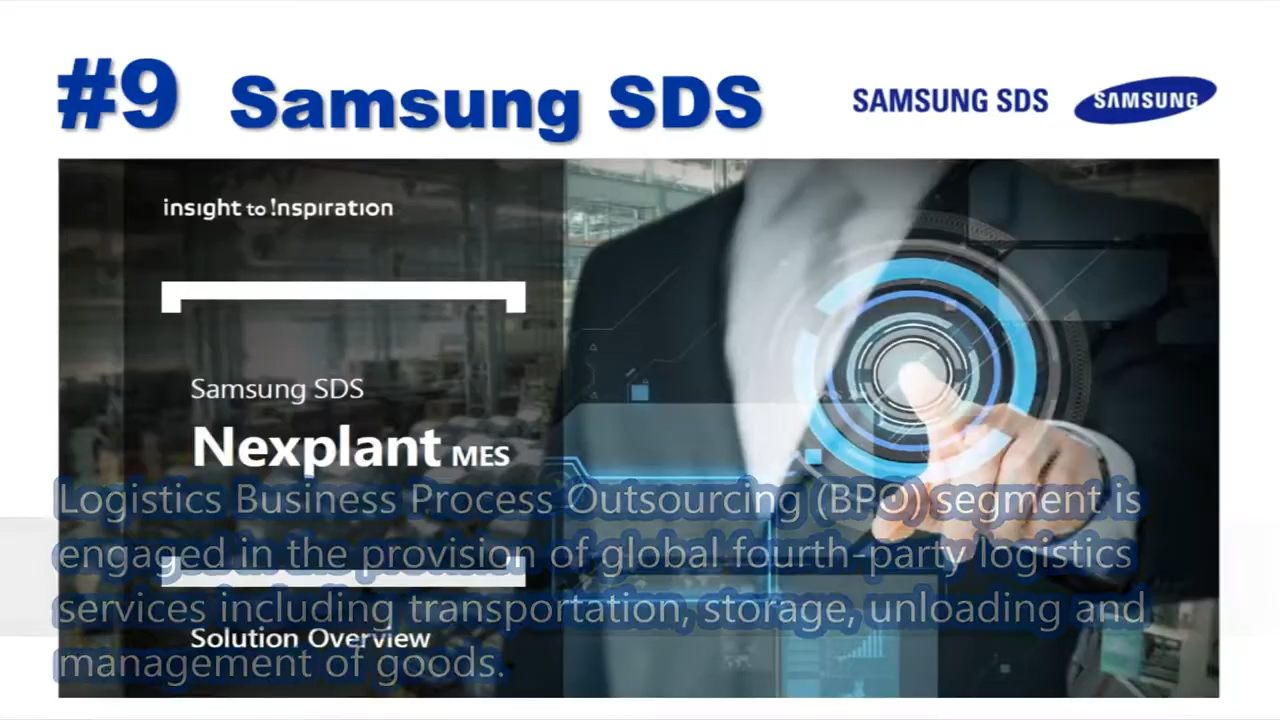 #9 Samsung SDS
SAMSUNG SDS SAMSUNG
insight to !nspiration
Samsung SDS
Nexplant MES
Logistics Business Process Outsourcing (BPO) segment is
engaged in the provision of global fourth-party logistics
services including transportation, storage, unloading and
Solution Overview
management of goods.